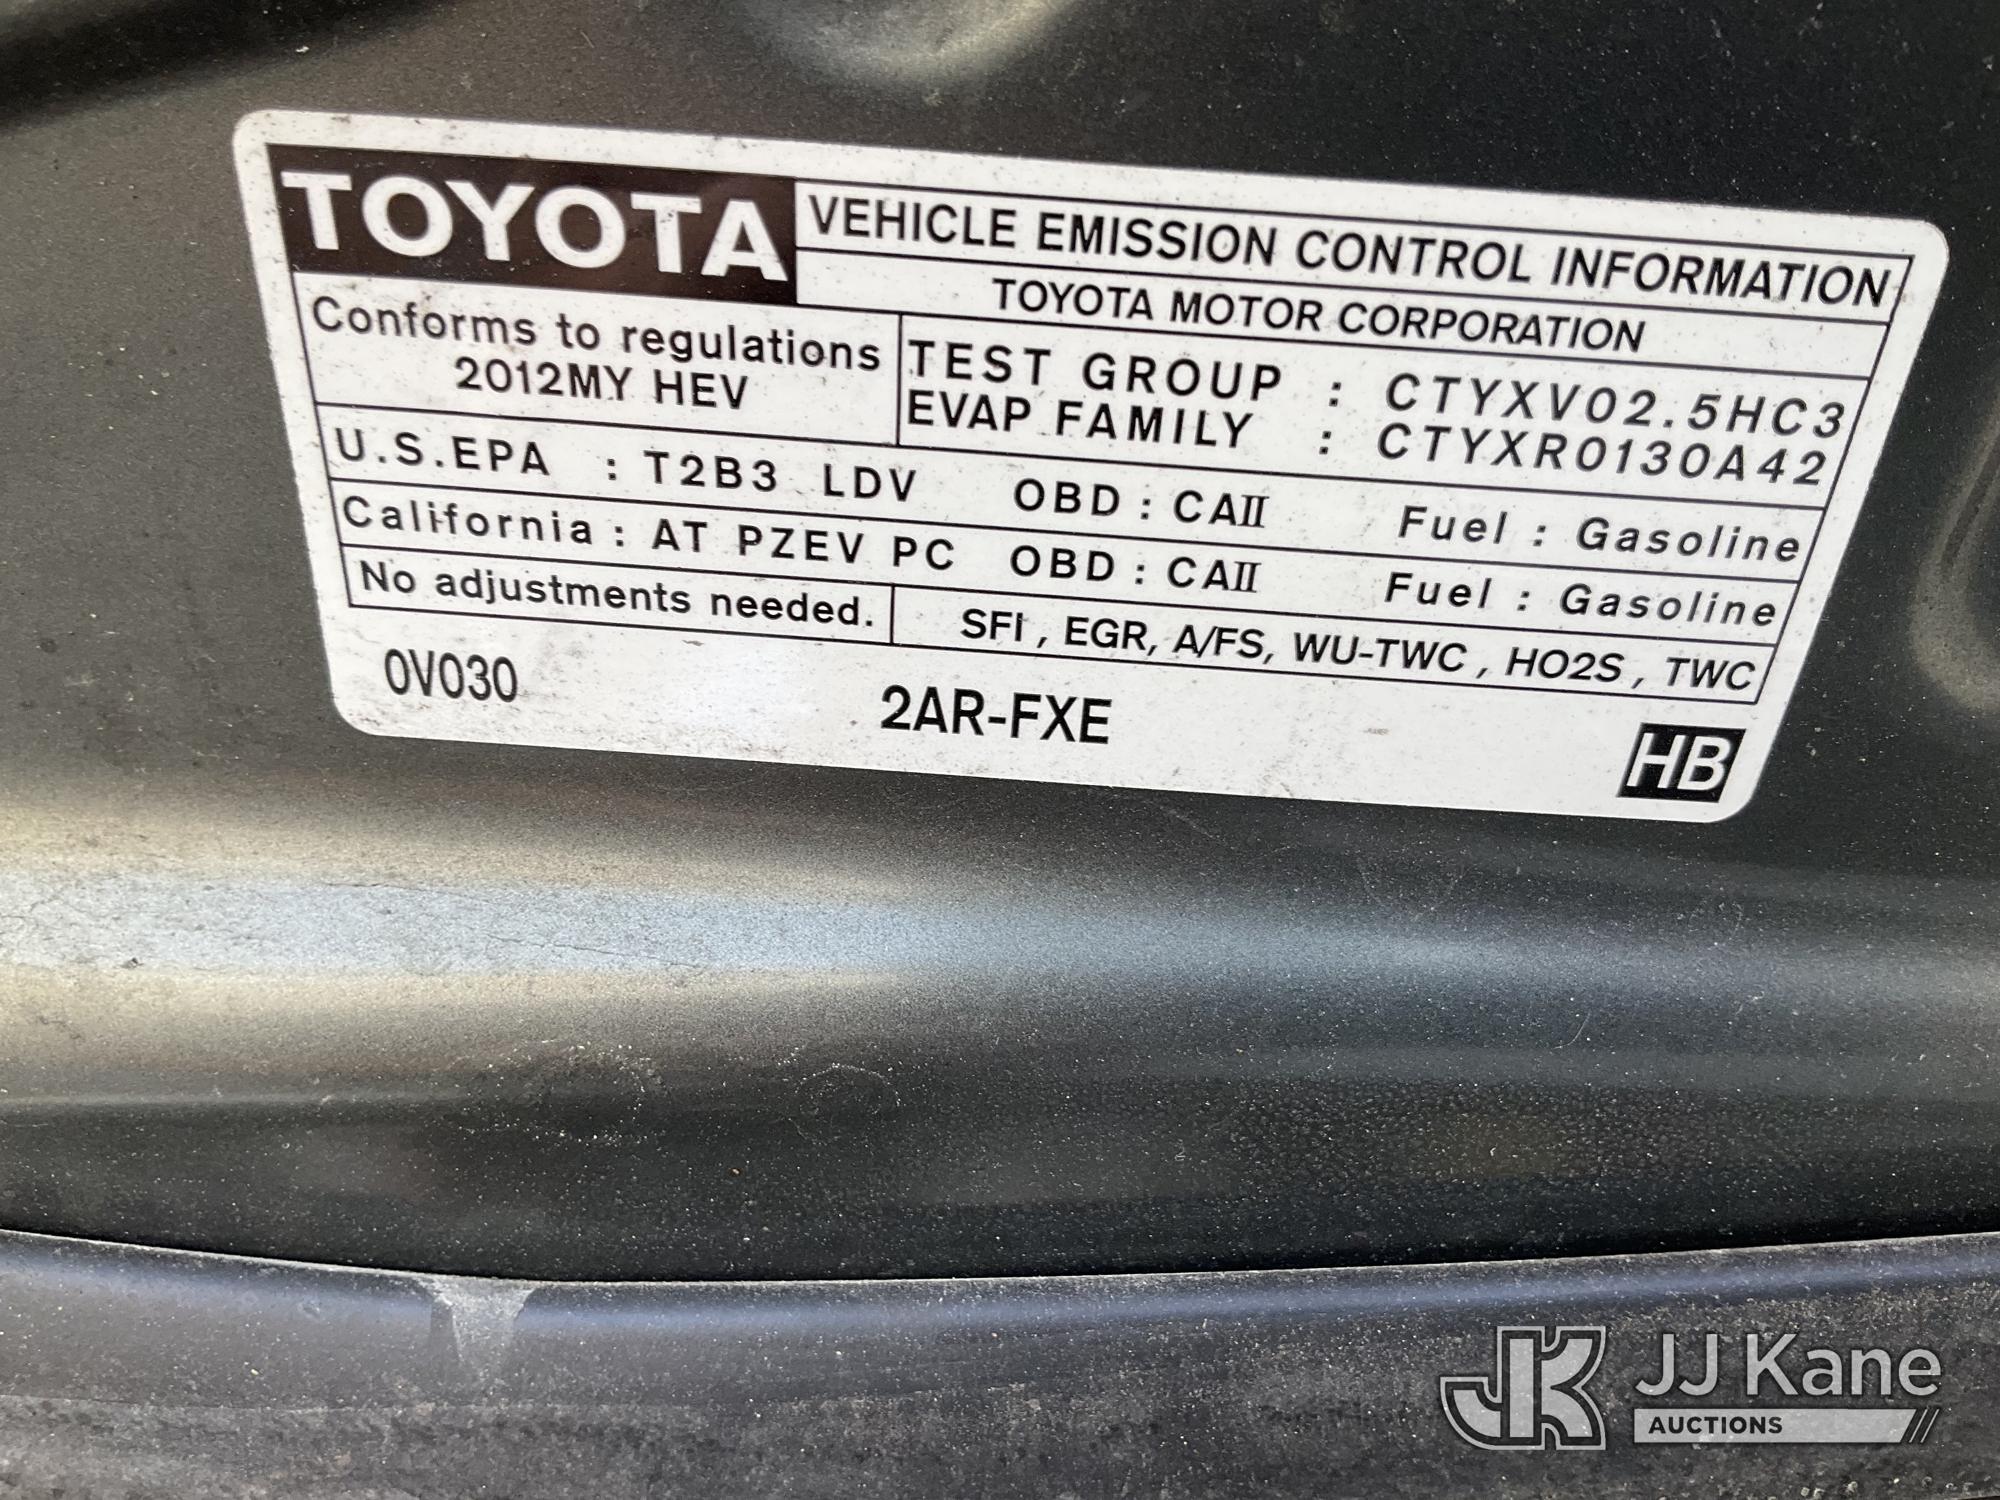 TOYOTA
VEHICLE EMISSION CONTROL INFORMATION
TOYOTA MOTOR CORPORATION
Conforms to regulations
2012MY HEV
TEST GROUP : CTYXV02.5HC3
EVAP FAMILY : CTYXR0130A42
U.S.EPA : T2B3 LDV OBD : CAII Fuel : Gasoline
California : AT PZEV PC OBD : CAII Fuel : Gasoline
No adjustments needed.
SFI , EGR, A/FS, WU-TWC , HO2S , TWC
0V030
2AR-FXE
HB
JK
JJ Kane
AUCTIONS